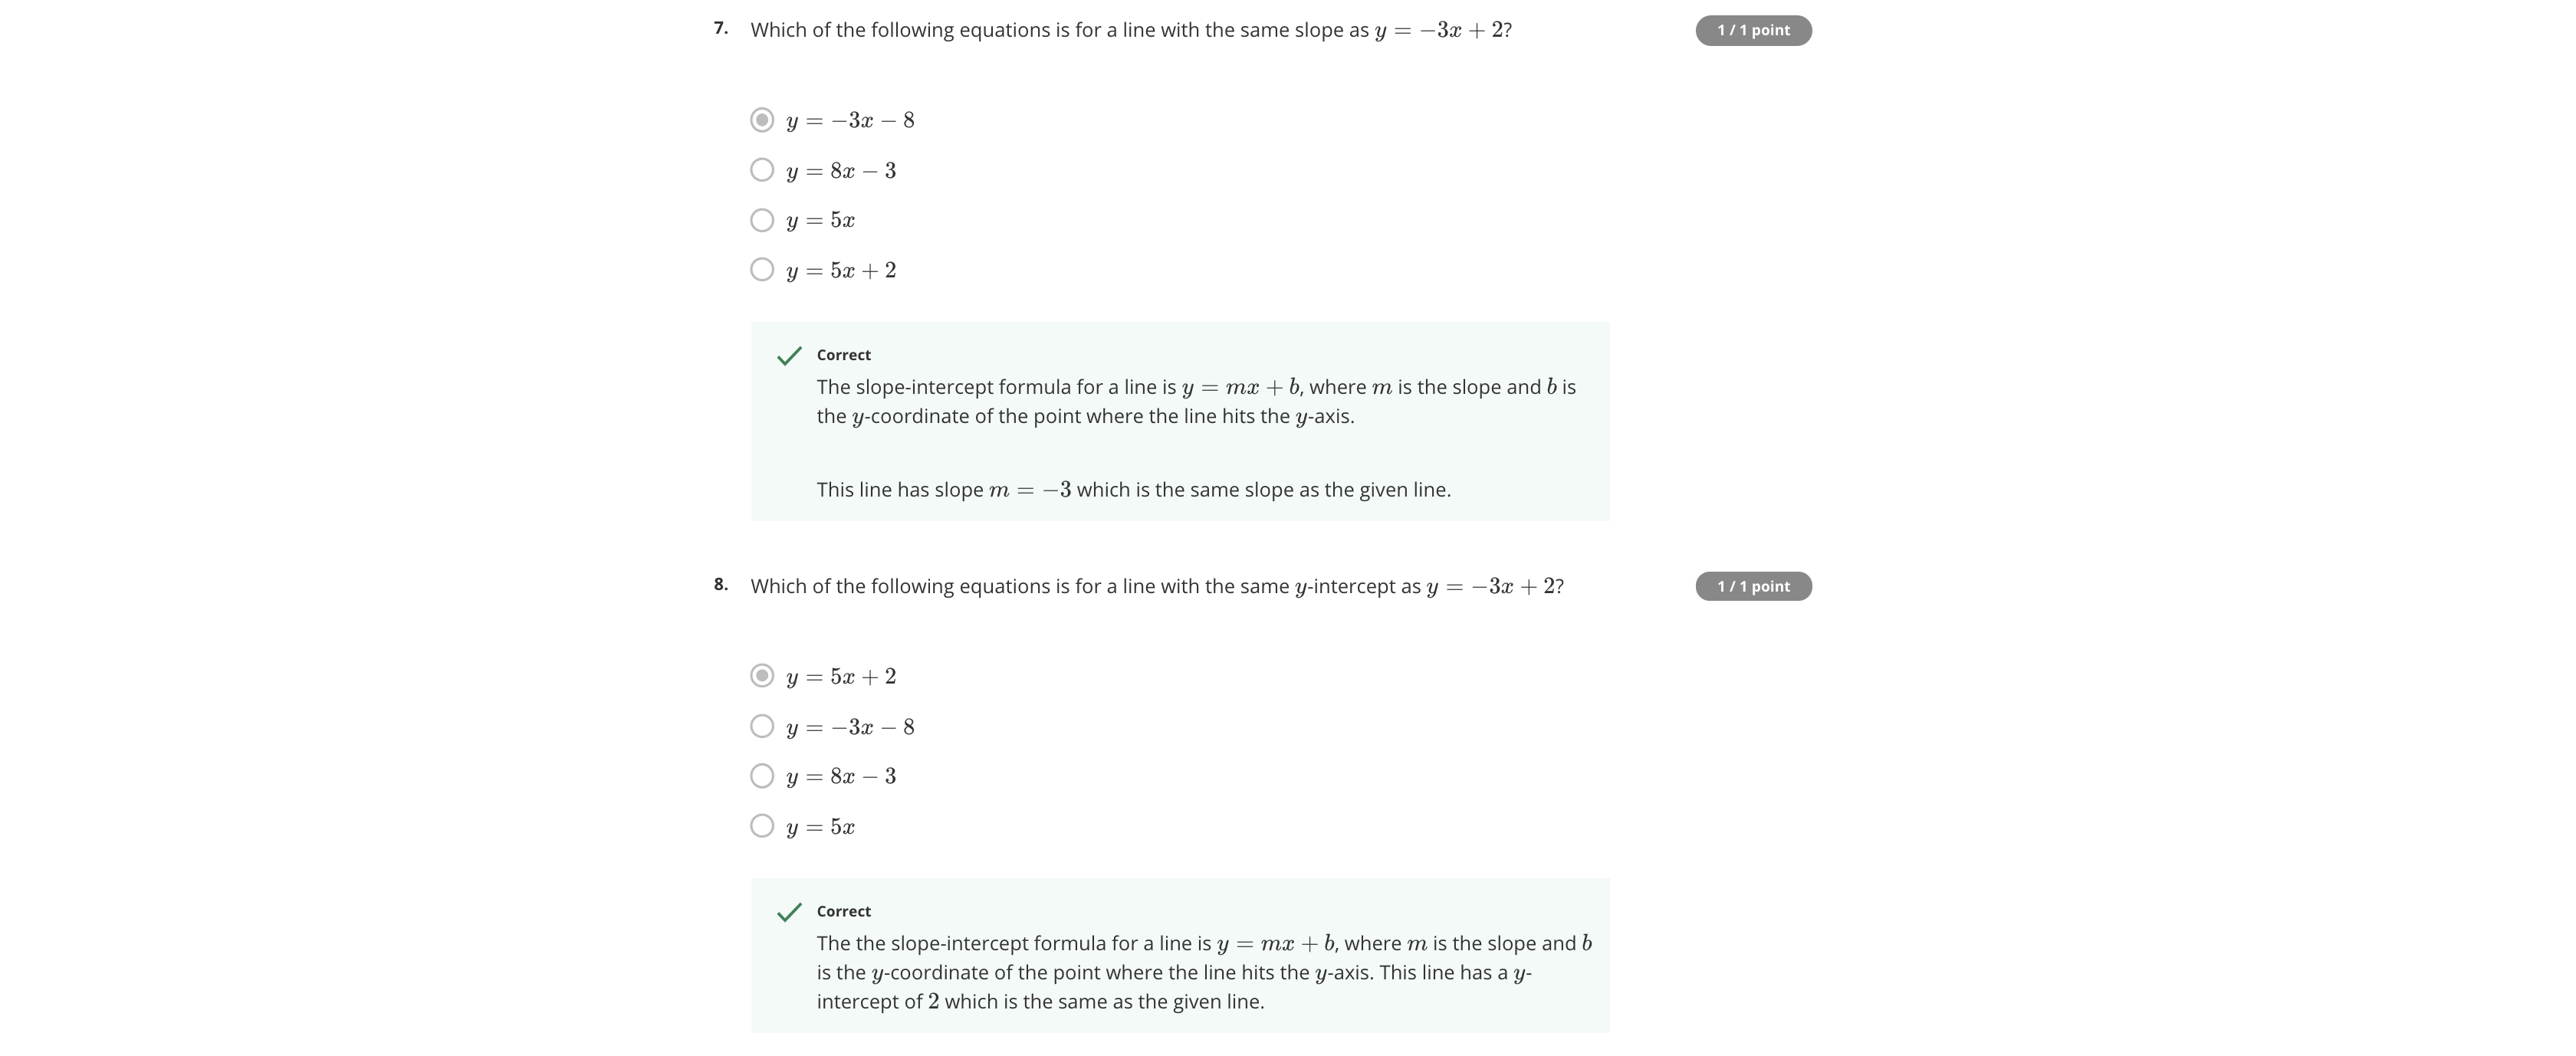 7. Which of the following equations is for a line with the same slope as y = −3x + 2?
1 / 1 point
y = −3x − 8
y = 8x − 3
y = 5x
y = 5x + 2
Correct
The slope-intercept formula for a line is y = mx + b, where m is the slope and b is
the y-coordinate of the point where the line hits the y-axis.
This line has slope m = −3 which is the same slope as the given line.
8. Which of the following equations is for a line with the same y-intercept as y = −3x + 2?
1 / 1 point
y = 5x + 2
y = −3x − 8
y = 8x − 3
y = 5x
Correct
The the slope-intercept formula for a line is y = mx + b, where m is the slope and b
is the y-coordinate of the point where the line hits the y-axis. This line has a y-
intercept of 2 which is the same as the given line.